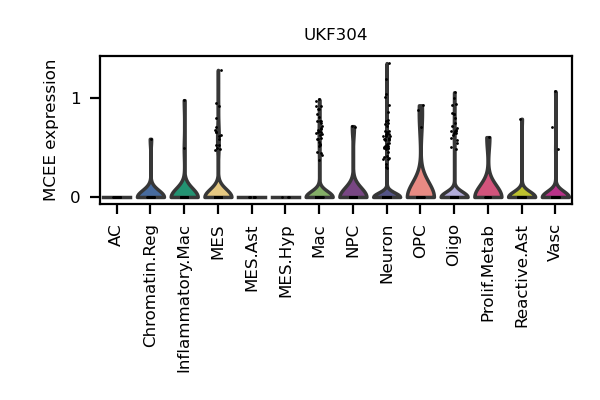 UKF304
MCEE expression
1
0
AC
Chromatin.Reg
Inflammatory.Mac
MES
MES.Ast
MES.Hyp
Mac
NPC
Neuron
OPC
Oligo
Prolif.Metab
Reactive.Ast
Vasc